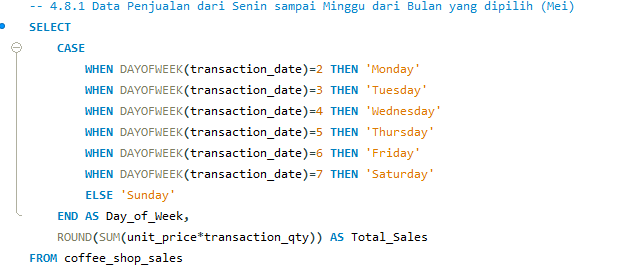 -- 4.8.1 Data Penjualan dari Senin sampai Minggu dari Bulan yang dipilih (Mei)
SELECT
CASE
WHEN DAYOFWEEK(transaction_date)=2 THEN 'Monday'
WHEN DAYOFWEEK(transaction_date)=3 THEN 'Tuesday'
WHEN DAYOFWEEK(transaction_date)=4 THEN 'Wednesday'
WHEN DAYOFWEEK(transaction_date)=5 THEN 'Thursday'
WHEN DAYOFWEEK(transaction_date)=6 THEN 'Friday'
WHEN DAYOFWEEK(transaction_date)=7 THEN 'Saturday'
ELSE 'Sunday'
END AS Day_of_Week,
ROUND(SUM(unit_price*transaction_qty)) AS Total_Sales
FROM coffee_shop_sales